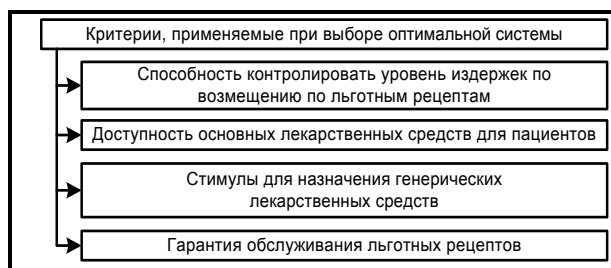 Критерии, применяемые при выборе оптимальной системы
Способность контролировать уровень издержек по
возмещению по льготным рецептам
Доступность основных лекарственных средств для пациентов
Стимулы для назначения генерических
лекарственных средств
Гарантия обслуживания льготных рецептов